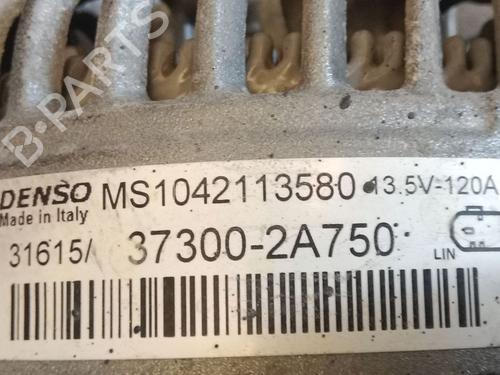 B-PARTS
DENSO MS1042113580 13.5V-120A
Made in Italy
31615/ 37300-2A750
LIN